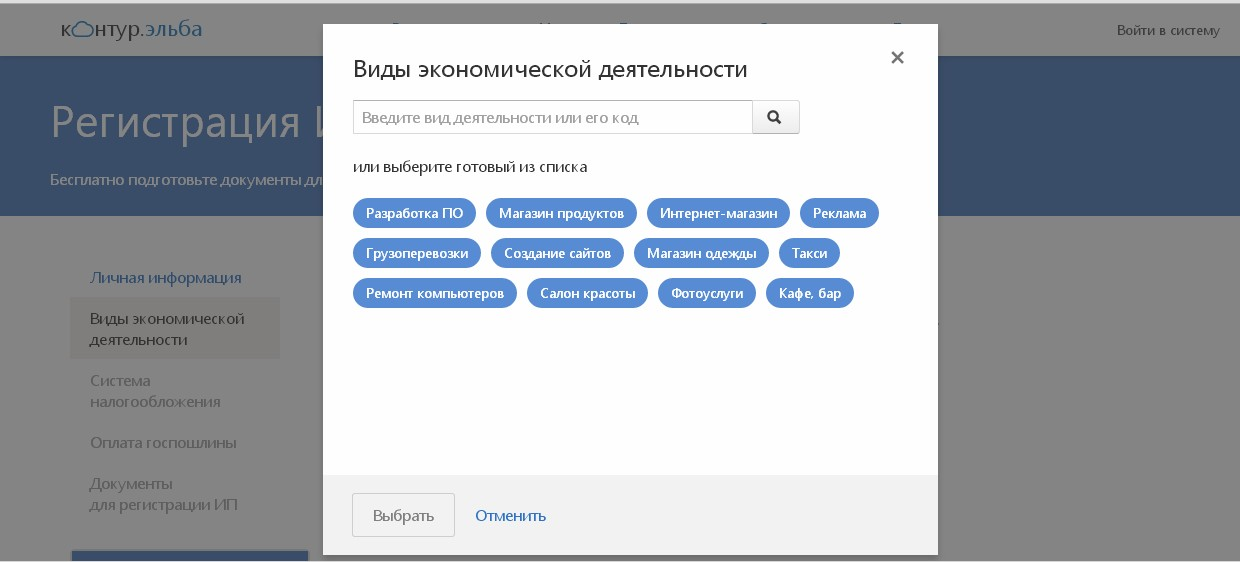 контур.эльба
Войти в систему
Регистрация
Бесплатно подготовьте документы
Личная информация
Виды экономической
деятельности
Система
налогообложения
Оплата госпошлины
Документы
для регистрации ИП
Виды экономической деятельности
Введите вид деятельности или его код
или выберите готовый из списка
Разработка ПО Магазин продуктов Интернет-магазин Реклама
Грузоперевозки Создание сайтов Магазин одежды Такси
Ремонт компьютеров Салон красоты Фотоуслуги Кафе, бар
Выбрать Отменить